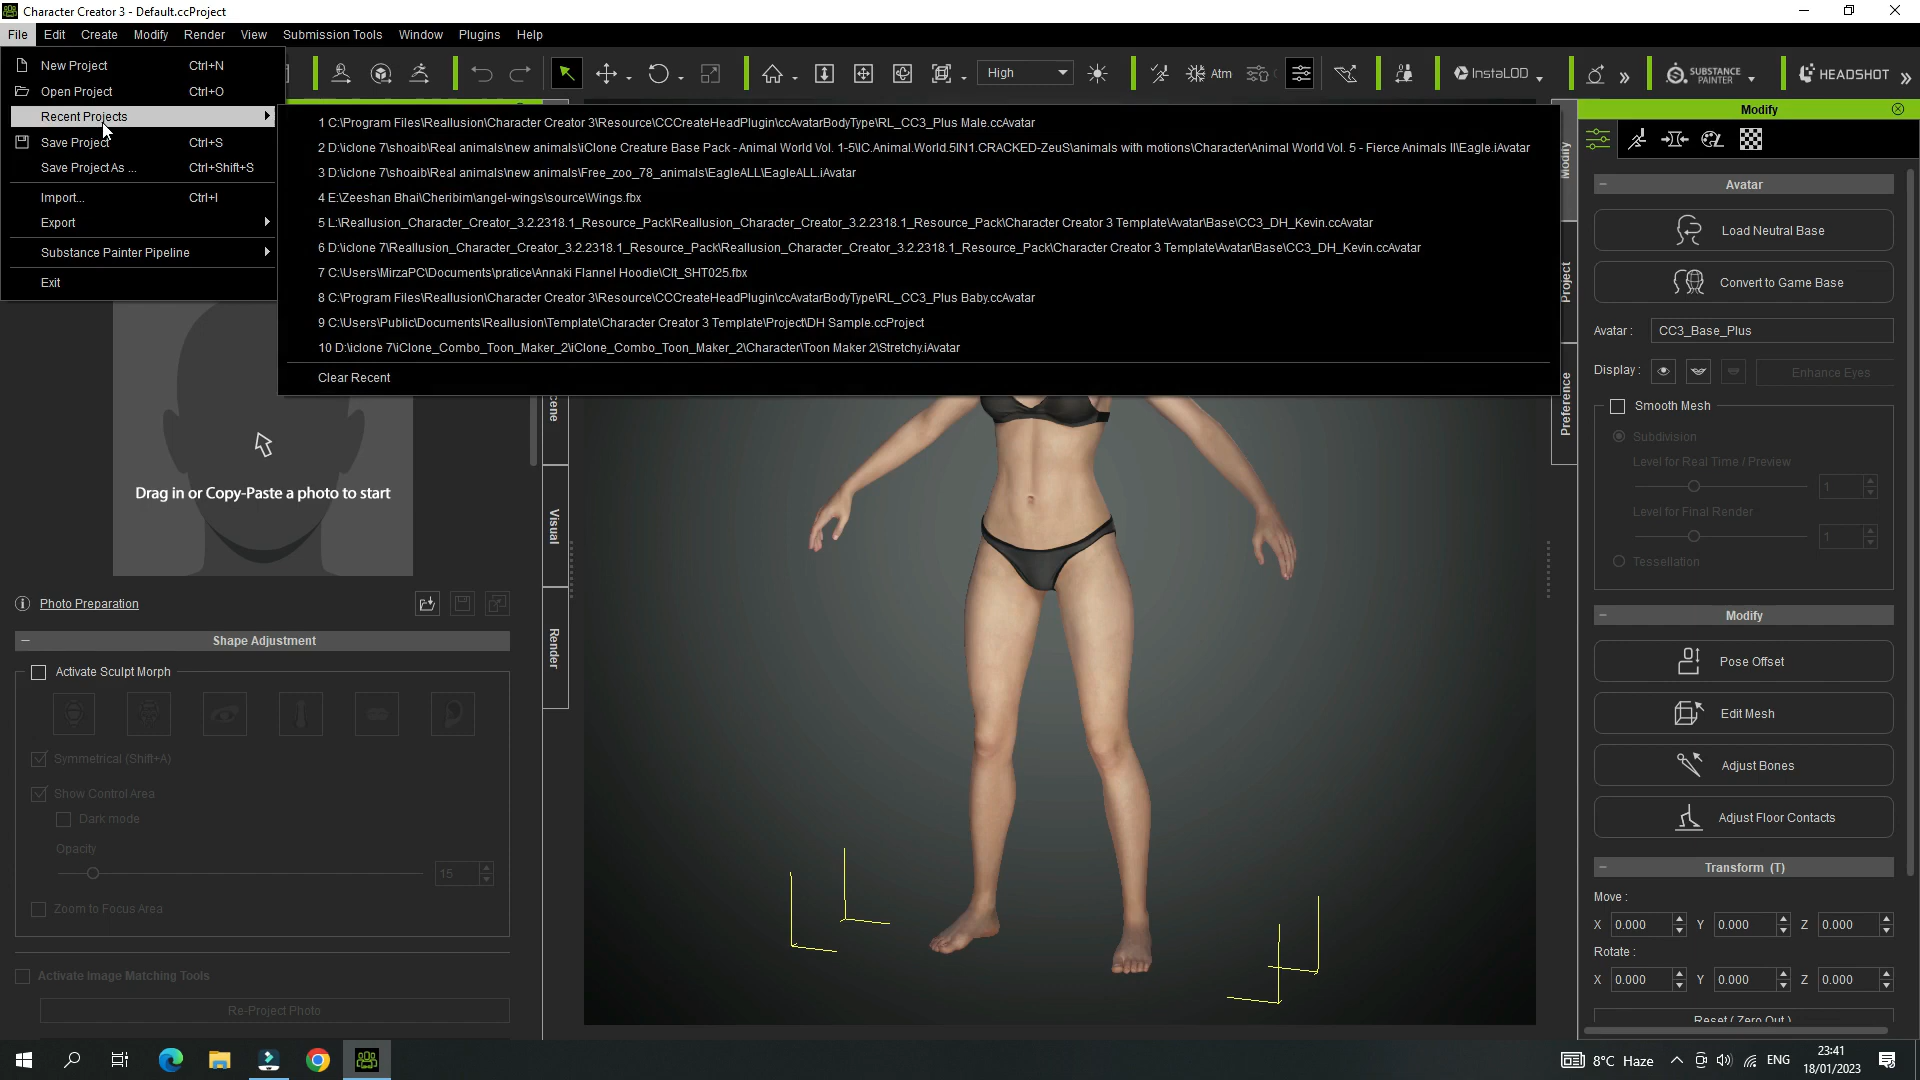 Character Creator 3 - Default.ccProject
File Edit Create Modify Render View Submission Tools Window Plugins Help
New Project Ctrl+N
Open Project Ctrl+O
Recent Projects
Save Project Ctrl+S
Save Project As ... Ctrl+Shift+S
Import... Ctrl+I
Export
Substance Painter Pipeline
Exit
High
Atm
INSTALOD
SUBSTANCE PAINTER
HEADSHOT
1 C:\Program Files\Reallusion\Character Creator 3\Resource\CCCreateHeadPlugin\ccAvatarBodyType\RL_CC3_Plus Male.ccAvatar
2 D:\iclone 7\shoaib\Real animals\new animals\iClone Creature Base Pack - Animal World Vol. 1-5\IC.Animal.World.5IN1.CRACKED-ZeuS\animals with motions\Character\Animal World Vol. 5 - Fierce Animals II\Eagle.iAvatar
3 D:\iclone 7\shoaib\Real animals\new animals\Free_zoo_78_animals\EagleALL\EagleALL.iAvatar
4 E:\Zeeshan Bhai\Cheribim\angel-wings\source\Wings.fbx
5 L:\Reallusion_Character_Creator_3.2.2318.1_Resource_Pack\Reallusion_Character_Creator_3.2.2318.1_Resource_Pack\Character Creator 3 Template\Avatar\Base\CC3_DH_Kevin.ccAvatar
6 D:\iclone 7\Reallusion_Character_Creator_3.2.2318.1_Resource_Pack\Reallusion_Character_Creator_3.2.2318.1_Resource_Pack\Character Creator 3 Template\Avatar\Base\CC3_DH_Kevin.ccAvatar
7 C:\Users\MirzaPC\Documents\pratice\Annaki Flannel Hoodie\Clt_SHT025.fbx
8 C:\Program Files\Reallusion\Character Creator 3\Resource\CCCreateHeadPlugin\ccAvatarBodyType\RL_CC3_Plus Baby.ccAvatar
9 C:\Users\Public\Documents\Reallusion\Template\Character Creator 3 Template\Project\DH Sample.ccProject
10 D:\iclone 7\iClone_Combo_Toon_Maker_2\iClone_Combo_Toon_Maker_2\Character\Toon Maker 2\Stretchy.iAvatar
Clear Recent
Drag in or Copy-Paste a photo to start
Photo Preparation
Shape Adjustment
Activate Sculpt Morph
Symmetrical (Shift+A)
Show Control Area
Dark mode
Opacity
15
Zoom to Focus Area
Activate Image Matching Tools
Re-Project Photo
Visual
Render
Modify
Project
Preference
Modify
Avatar
Load Neutral Base
Convert to Game Base
Avatar : CC3_Base_Plus
Display : Enhance Eyes
Smooth Mesh
Subdivision
Level for Real Time / Preview
1
Level for Final Render
1
Tessellation
Modify
Pose Offset
Edit Mesh
Adjust Bones
Adjust Floor Contacts
Transform (T)
Move :
X 0.000 Y 0.000 Z 0.000
Rotate :
X 0.000 Y 0.000 Z 0.000
Reset ( Zero Out )
8°C Haze
ENG
23:41
18/01/2023